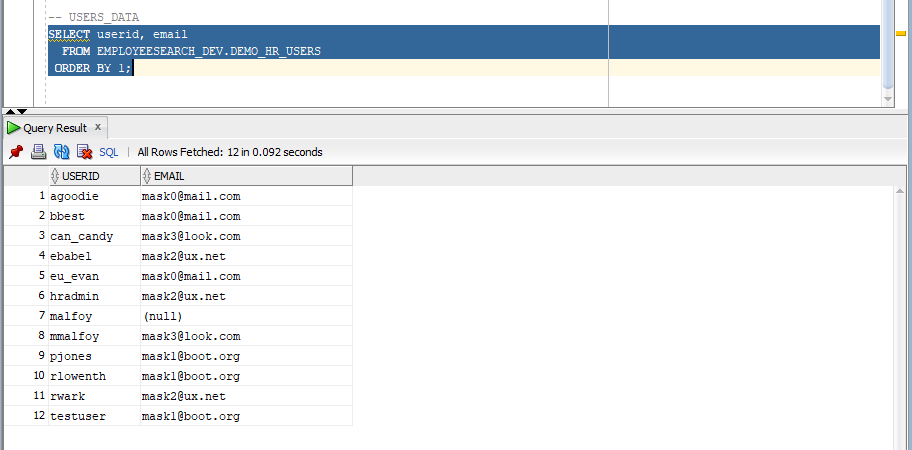 -- USERS_DATA
SELECT userid, email
FROM EMPLOYEESEARCH_DEV.DEMO_HR_USERS
ORDER BY 1;
Query Result x
SQL | All Rows Fetched: 12 in 0.092 seconds
USERID EMAIL
1 agoodie mask0@mail.com
2 bbest mask0@mail.com
3 can_candy mask3@look.com
4 ebabel mask2@ux.net
5 eu_evan mask0@mail.com
6 hradmin mask2@ux.net
7 malfoy (null)
8 mmalfoy mask3@look.com
9 pjones mask1@boot.org
10 rlowenth mask1@boot.org
11 rwark mask2@ux.net
12 testuser mask1@boot.org